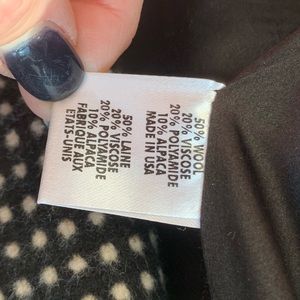 50% WOOL
20% VISCOSE
20% POLYAMIDE
10% ALPACA
MADE IN USA
50% LAINE
20% VISCOSE
20% POLYAMIDE
10% ALPACA
FABRIQUE AUX
ETATS-UNIS